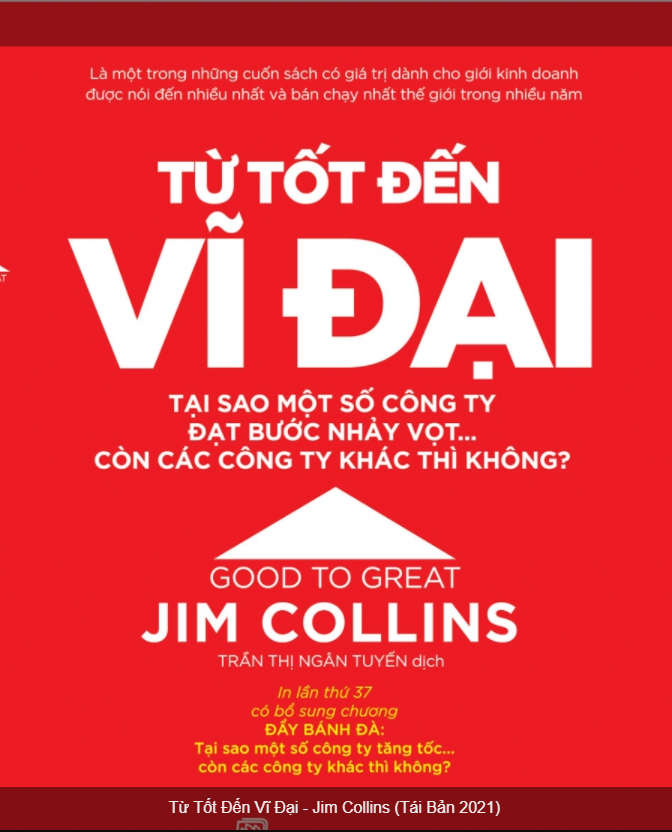 Là một trong những cuốn sách có giá trị dành cho giới kinh doanh
được nói đến nhiều nhất và bán chạy nhất thế giới trong nhiều năm
TỪ TỐT ĐẾN
VĨ ĐẠI
TẠI SAO MỘT SỐ CÔNG TY
ĐẠT BƯỚC NHẢY VỌT...
CÒN CÁC CÔNG TY KHÁC THÌ KHÔNG?
GOOD TO GREAT
JIM COLLINS
TRẦN THỊ NGÂN TUYẾN dịch
In lần thứ 37
có bổ sung chương
ĐẨY BÁNH ĐÀ:
Tại sao một số công ty tăng tốc...
còn các công ty khác thì không?
Từ Tốt Đến Vĩ Đại - Jim Collins (Tái Bản 2021)